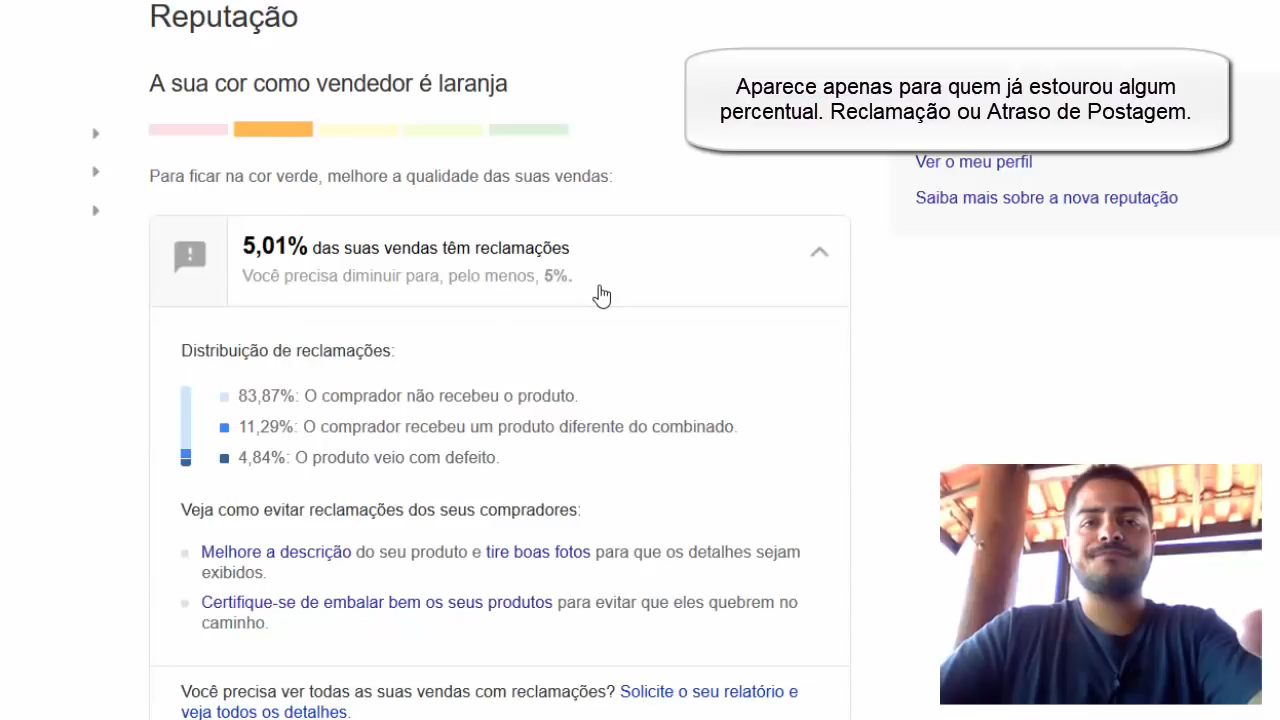 Reputação
A sua cor como vendedor é laranja
Aparece apenas para quem já estourou algum
percentual. Reclamação ou Atraso de Postagem.
Ver o meu perfil
Para ficar na cor verde, melhore a qualidade das suas vendas:
Saiba mais sobre a nova reputação
5,01% das suas vendas têm reclamações
Você precisa diminuir para, pelo menos, 5%.
Distribuição de reclamações:
83,87%: O comprador não recebeu o produto.
11,29%: O comprador recebeu um produto diferente do combinado.
4,84%: O produto veio com defeito.
Veja como evitar reclamações dos seus compradores:
Melhore a descrição do seu produto e tire boas fotos para que os detalhes sejam
exibidos.
Certifique-se de embalar bem os seus produtos para evitar que eles quebrem no
caminho.
Você precisa ver todas as suas vendas com reclamações? Solicite o seu relatório e
veja todos os detalhes.